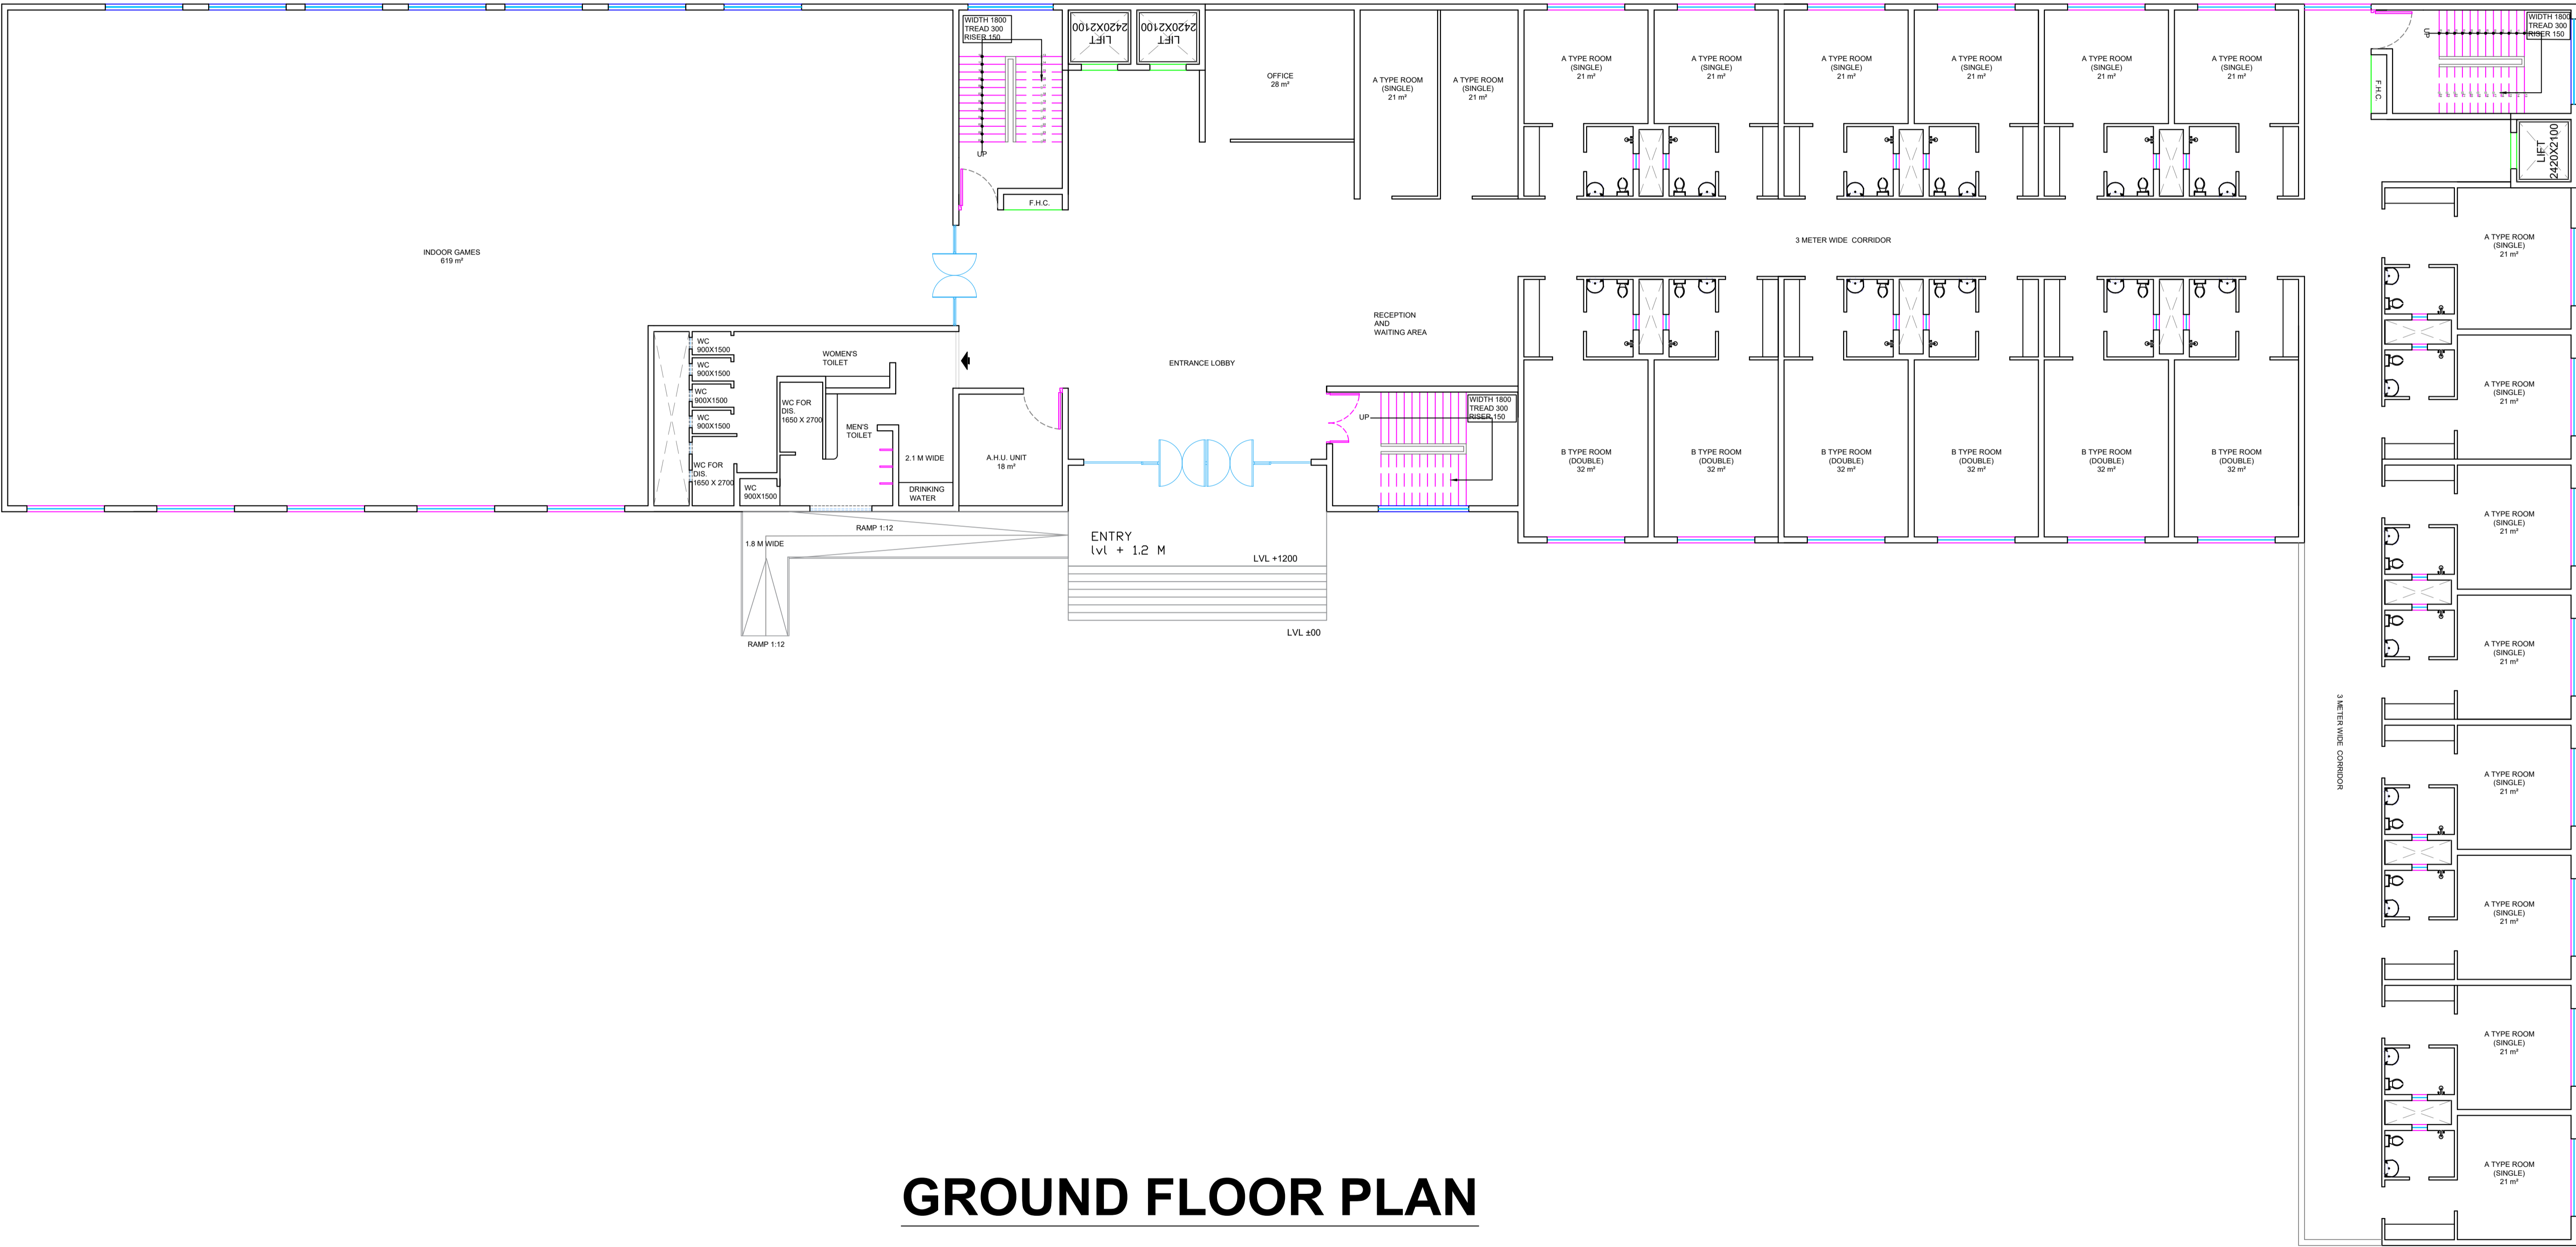 WIDTH 1800
TREAD 300
RISER 150
UP
LIFT
2420X2100
LIFT
2420X2100
F.H.C.
OFFICE
28 m²
A TYPE ROOM
(SINGLE)
21 m²
A TYPE ROOM
(SINGLE)
21 m²
A TYPE ROOM
(SINGLE)
21 m²
A TYPE ROOM
(SINGLE)
21 m²
A TYPE ROOM
(SINGLE)
21 m²
A TYPE ROOM
(SINGLE)
21 m²
A TYPE ROOM
(SINGLE)
21 m²
A TYPE ROOM
(SINGLE)
21 m²
UP
WIDTH 1800
TREAD 300
RISER 150
F.H.C.
LIFT
2420X2100
INDOOR GAMES
619 m²
3 METER WIDE CORRIDOR
RECEPTION
AND
WAITING AREA
ENTRANCE LOBBY
WOMEN'S
TOILET
WC
900X1500
WC
900X1500
WC
900X1500
WC
900X1500
WC FOR
DIS.
1650 X 2700
WC FOR
DIS.
1650 X 2700
WC
900X1500
MEN'S
TOILET
2.1 M WIDE
DRINKING
WATER
A.H.U. UNIT
18 m²
UP
WIDTH 1800
TREAD 300
RISER 150
B TYPE ROOM
(DOUBLE)
32 m²
B TYPE ROOM
(DOUBLE)
32 m²
B TYPE ROOM
(DOUBLE)
32 m²
B TYPE ROOM
(DOUBLE)
32 m²
B TYPE ROOM
(DOUBLE)
32 m²
B TYPE ROOM
(DOUBLE)
32 m²
RAMP 1:12
1.8 M WIDE
RAMP 1:12
ENTRY
lvl + 1.2 M
LVL +1200
LVL ±00
3 METER WIDE CORRIDOR
A TYPE ROOM
(SINGLE)
21 m²
A TYPE ROOM
(SINGLE)
21 m²
A TYPE ROOM
(SINGLE)
21 m²
A TYPE ROOM
(SINGLE)
21 m²
A TYPE ROOM
(SINGLE)
21 m²
A TYPE ROOM
(SINGLE)
21 m²
A TYPE ROOM
(SINGLE)
21 m²
A TYPE ROOM
(SINGLE)
21 m²
GROUND FLOOR PLAN